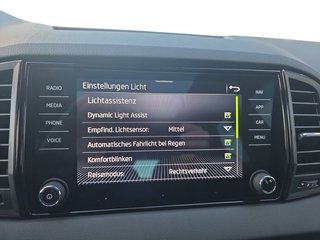 RADIO
MEDIA
PHONE
VOICE
Einstellungen Licht
Lichtassistenz
Dynamic Light Assist
Empfind. Lichtsensor: Mittel
Automatisches Fahrlicht bei Regen
Komfortblinken
Reisemodus: Rechtsverkehr
NAV
APP
CAR
MENU